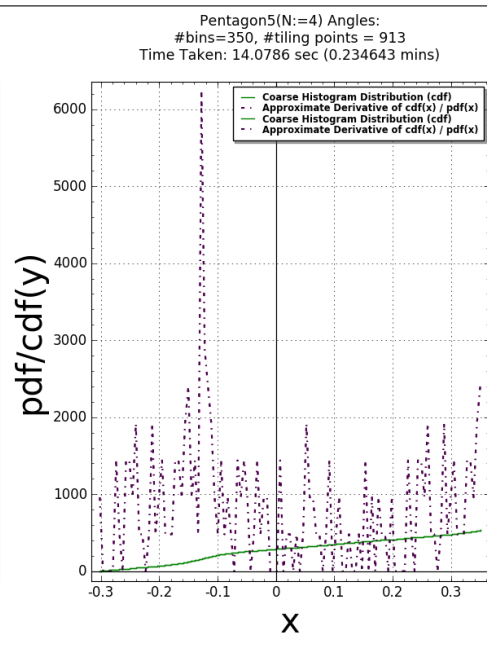 Pentagon5(N:=4) Angles:
#bins=350, #tiling points = 913
Time Taken: 14.0786 sec (0.234643 mins)
Coarse Histogram Distribution (cdf)
Approximate Derivative of cdf(x) / pdf(x)
Coarse Histogram Distribution (cdf)
Approximate Derivative of cdf(x) / pdf(x)
6000
5000
4000
3000
2000
1000
0
pdf/cdf(y)
-0.3 -0.2 -0.1 0 0.1 0.2 0.3
x